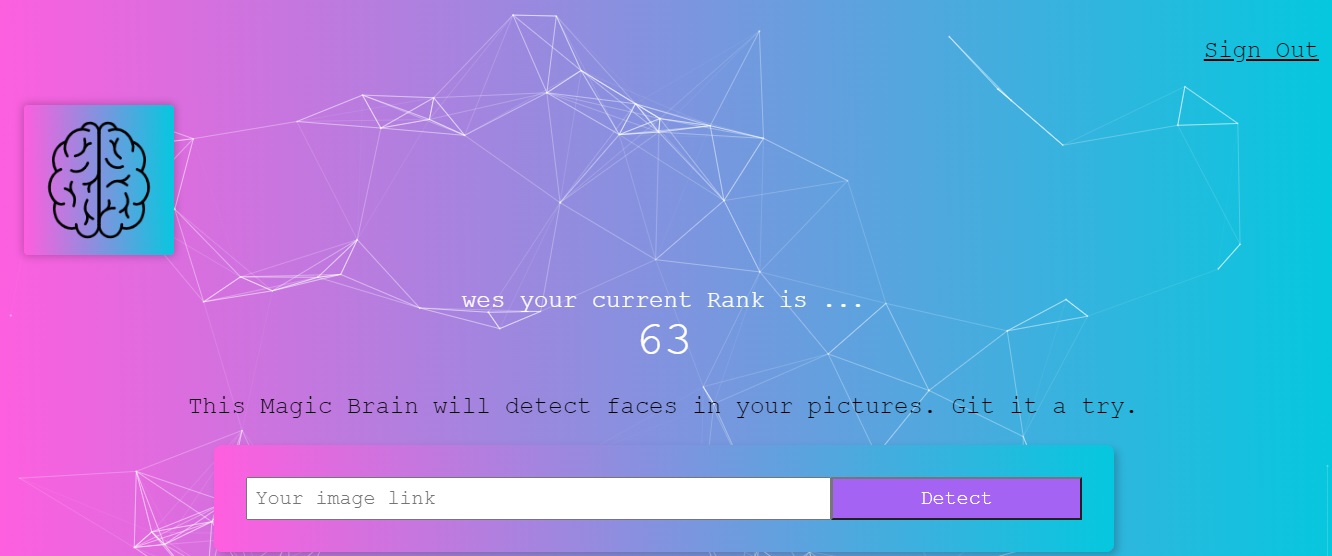 Sign Out
wes your current Rank is ...
63
This Magic Brain will detect faces in your pictures. Git it a try.
Your image link
Detect